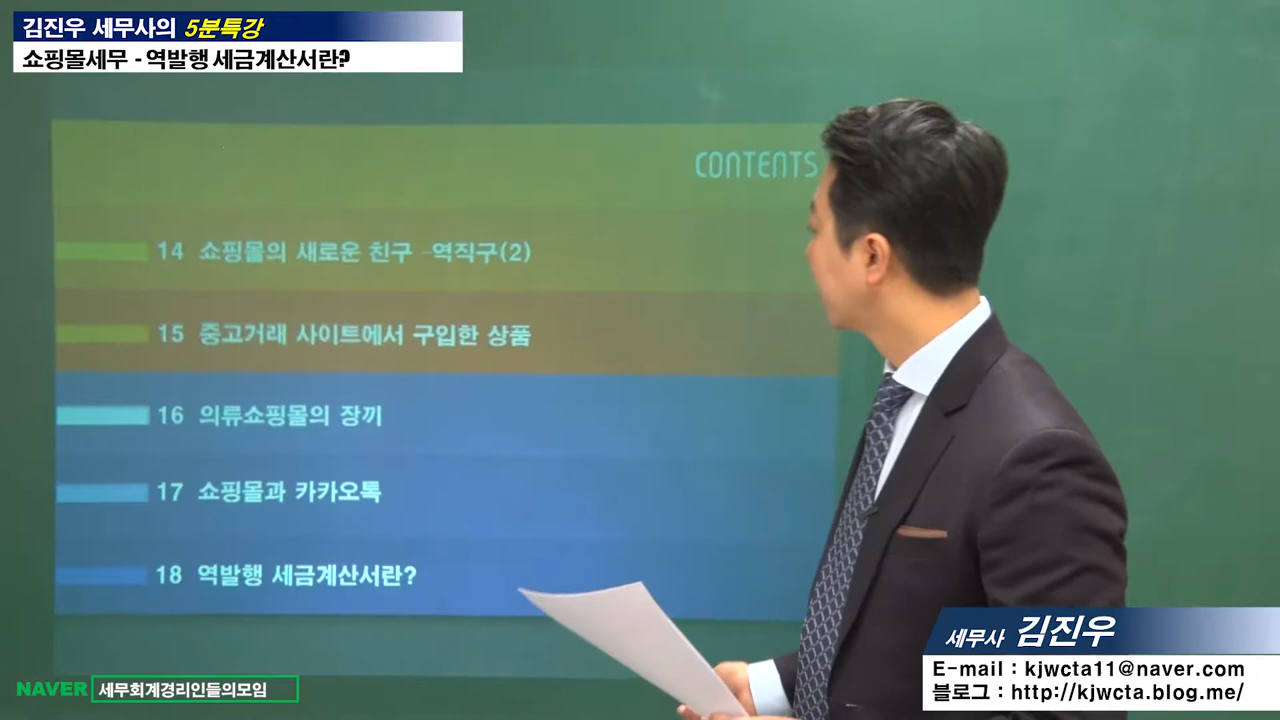 김진우 세무사의 5분특강
쇼핑몰세무 - 역발행 세금계산서란?
CONTENTS
14 쇼핑몰의 새로운 친구 -역직구(2)
15 중고거래 사이트에서 구입한 상품
16 의류쇼핑몰의 장끼
17 쇼핑몰과 카카오톡
18 역발행 세금계산서란?
세무사 김진우
E-mail : kjwcta11@naver.com
블로그 : http://kjwcta.blog.me/
NAVER 세무회계경리인들의모임